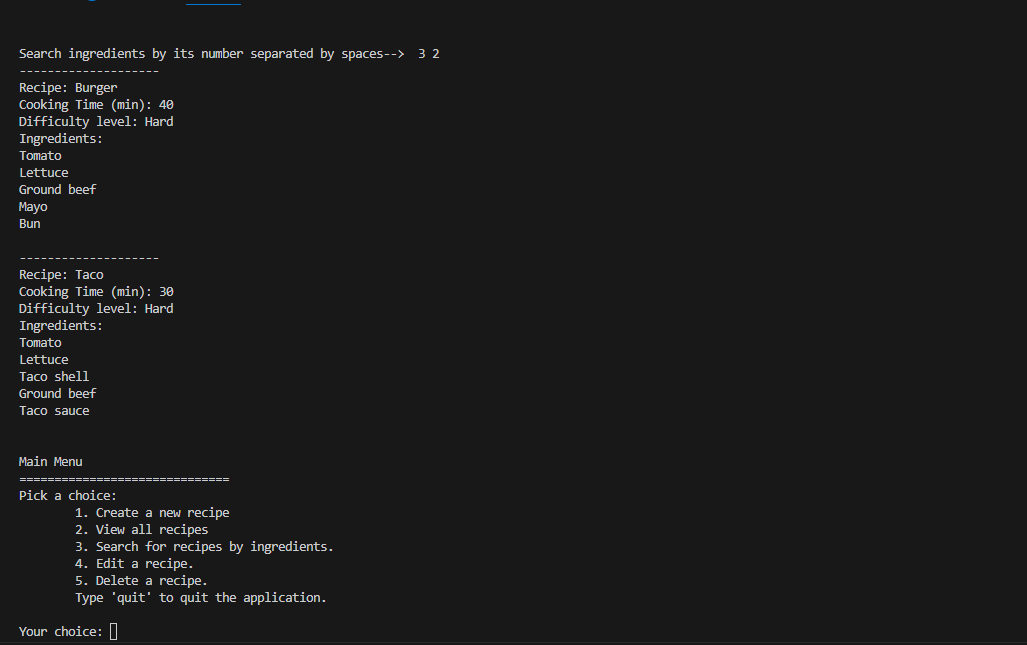 Search ingredients by its number separated by spaces-->  3 2
--------------------
Recipe: Burger
Cooking Time (min): 40
Difficulty level: Hard
Ingredients:
Tomato
Lettuce
Ground beef
Mayo
Bun
--------------------
Recipe: Taco
Cooking Time (min): 30
Difficulty level: Hard
Ingredients:
Tomato
Lettuce
Taco shell
Ground beef
Taco sauce
Main Menu
==============================
Pick a choice:
1. Create a new recipe
2. View all recipes
3. Search for recipes by ingredients.
4. Edit a recipe.
5. Delete a recipe.
Type 'quit' to quit the application.
Your choice: